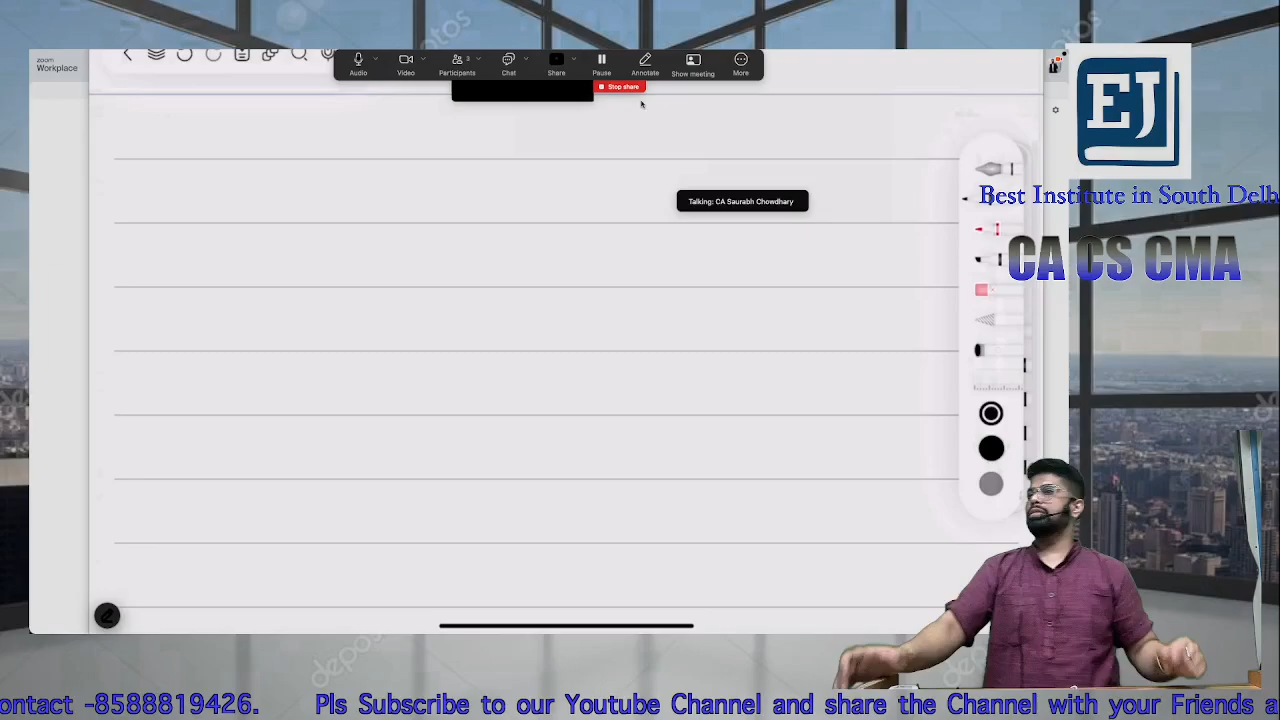 zoom
Workplace
Audio
Video
Participants
3
Chat
Share
Pause
Annotate
Show meeting
More
Stop share
Talking: CA Saurabh Chowdhary
EJ
Best Institute in South Delh
CA CS CMA
ontact -8588819426. Pls Subscribe to our Youtube Channel and share the Channel with your Friends a